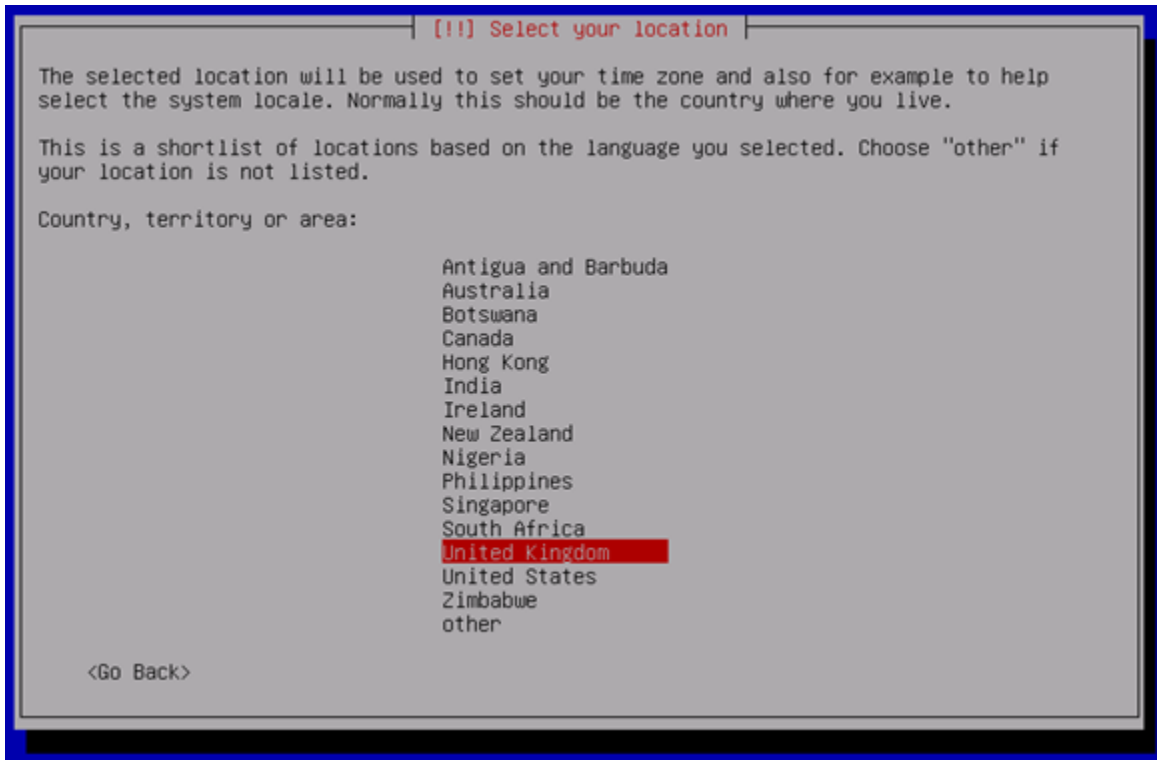 [!!] Select your location
The selected location will be used to set your time zone and also for example to help
select the system locale. Normally this should be the country where you live.
This is a shortlist of locations based on the language you selected. Choose "other" if
your location is not listed.
Country, territory or area:
Antigua and Barbuda
Australia
Botswana
Canada
Hong Kong
India
Ireland
New Zealand
Nigeria
Philippines
Singapore
South Africa
United Kingdom
United States
Zimbabwe
other
<Go Back>